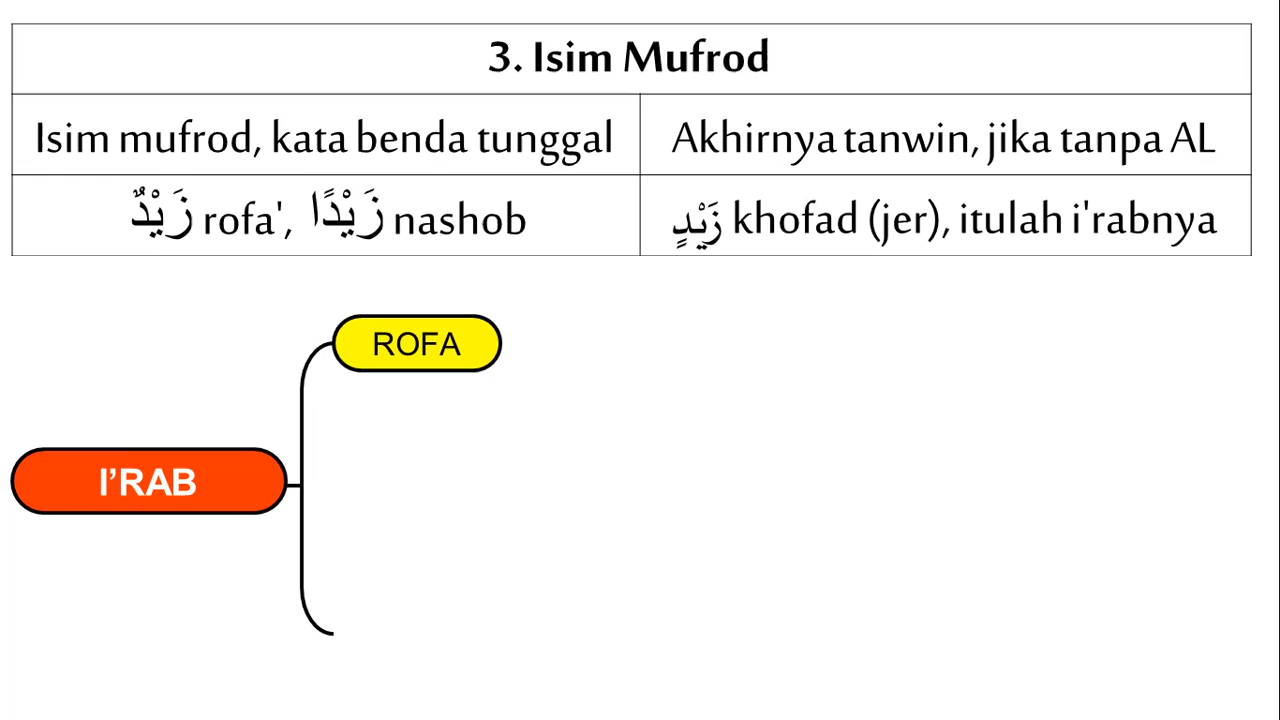 3. Isim Mufrod
Isim mufrod, kata benda tunggal
Akhirnya tanwin, jika tanpa AL
زَيْدٌ rofa', زَيْدًا nashob
زَيْدٍ khofad (jer), itulah i'rabnya
ROFA
I’RAB